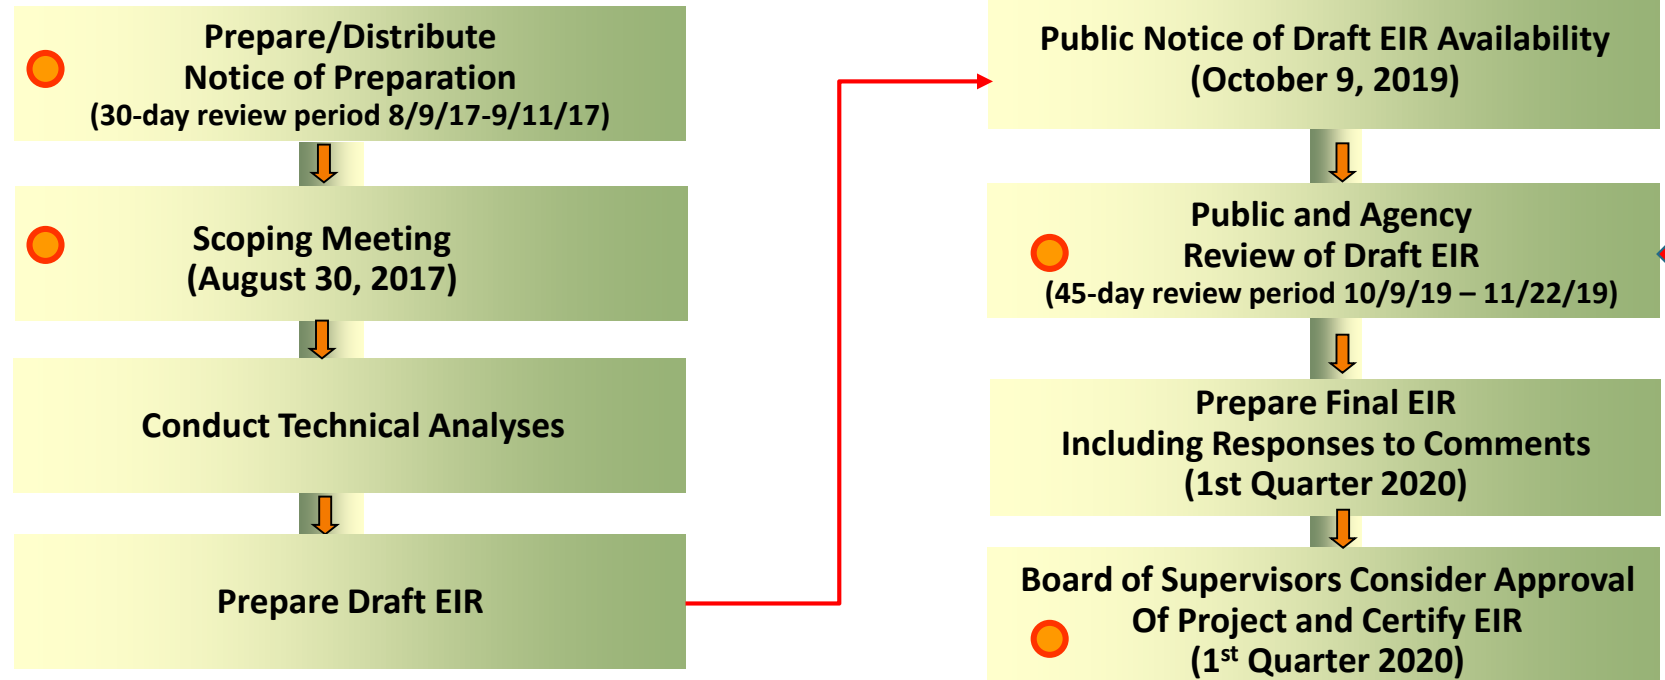 Prepare/Distribute
Notice of Preparation
(30-day review period 8/9/17-9/11/17)
Scoping Meeting
(August 30, 2017)
Conduct Technical Analyses
Prepare Draft EIR
Public Notice of Draft EIR Availability
(October 9, 2019)
Public and Agency
Review of Draft EIR
(45-day review period 10/9/19 – 11/22/19)
Prepare Final EIR
Including Responses to Comments
(1st Quarter 2020)
Board of Supervisors Consider Approval
Of Project and Certify EIR
(1st Quarter 2020)